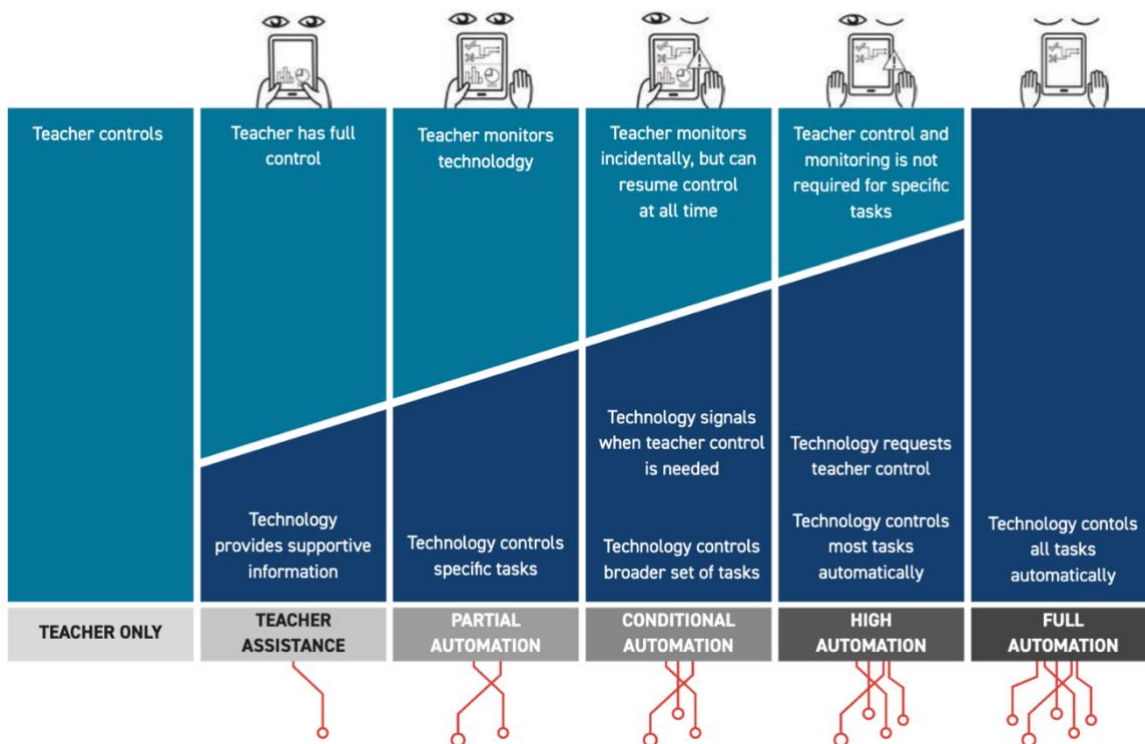 Teacher controls
Teacher has full
control
Teacher monitors
technolodgy
Teacher monitors
incidentally, but can
resume control
at all time
Teacher control and
monitoring is not
required for specific
tasks
Technology
provides supportive
information
Technology controls
specific tasks
Technology signals
when teacher control
is needed
Technology controls
broader set of tasks
Technology requests
teacher control
Technology controls
most tasks
automatically
Technology contols
all tasks
automatically
TEACHER ONLY
TEACHER
ASSISTANCE
PARTIAL
AUTOMATION
CONDITIONAL
AUTOMATION
HIGH
AUTOMATION
FULL
AUTOMATION